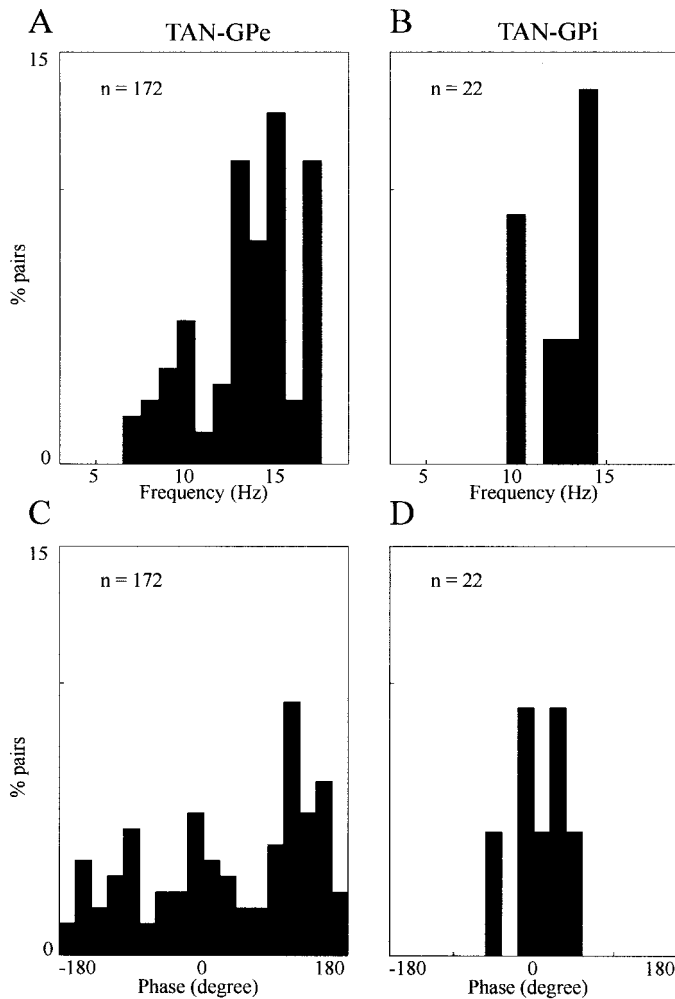 A
TAN-GPe
15
n = 172
% pairs
0
5 10 15
Frequency (Hz)
B
TAN-GPi
n = 22
5 10 15
Frequency (Hz)
C
15
n = 172
% pairs
0
-180 0 180
Phase (degree)
D
n = 22
-180 0 180
Phase (degree)